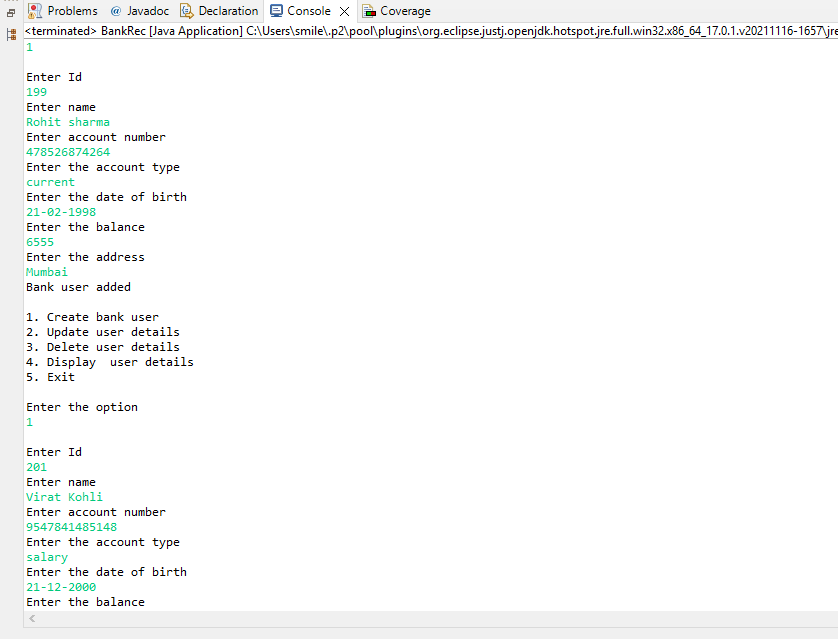 Problems @ Javadoc Declaration Console Coverage
<terminated> BankRec [Java Application] C:\Users\smile\.p2\pool\plugins\org.eclipse.justj.openjdk.hotspot.jre.full.win32.x86_64_17.0.1.v20211116-1657\jre
1
Enter Id
199
Enter name
Rohit sharma
Enter account number
478526874264
Enter the account type
current
Enter the date of birth
21-02-1998
Enter the balance
6555
Enter the address
Mumbai
Bank user added
1. Create bank user
2. Update user details
3. Delete user details
4. Display  user details
5. Exit
Enter the option
1
Enter Id
201
Enter name
Virat Kohli
Enter account number
9547841485148
Enter the account type
salary
Enter the date of birth
21-12-2000
Enter the balance